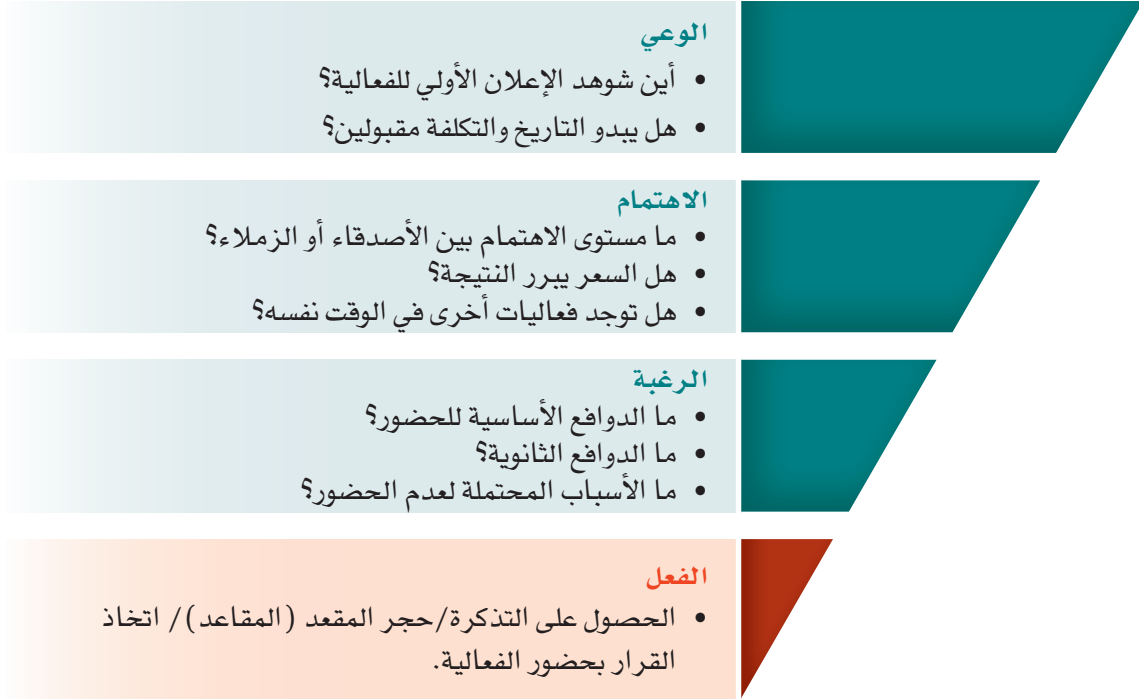 الوعي
• أين شوهد الإعلان الأولي للفعالية؟
• هل يبدو التاريخ والتكلفة مقبولين؟
الاهتمام
• ما مستوى الاهتمام بين الأصدقاء أو الزملاء؟
• هل السعر يبرر النتيجة؟
• هل توجد فعاليات أخرى في الوقت نفسه؟
الرغبة
• ما الدوافع الأساسية للحضور؟
• ما الدوافع الثانوية؟
• ما الأسباب المحتملة لعدم الحضور؟
الفعل
• الحصول على التذكرة/حجر المقعد (المقاعد)/ اتخاذ
القرار بحضور الفعالية.